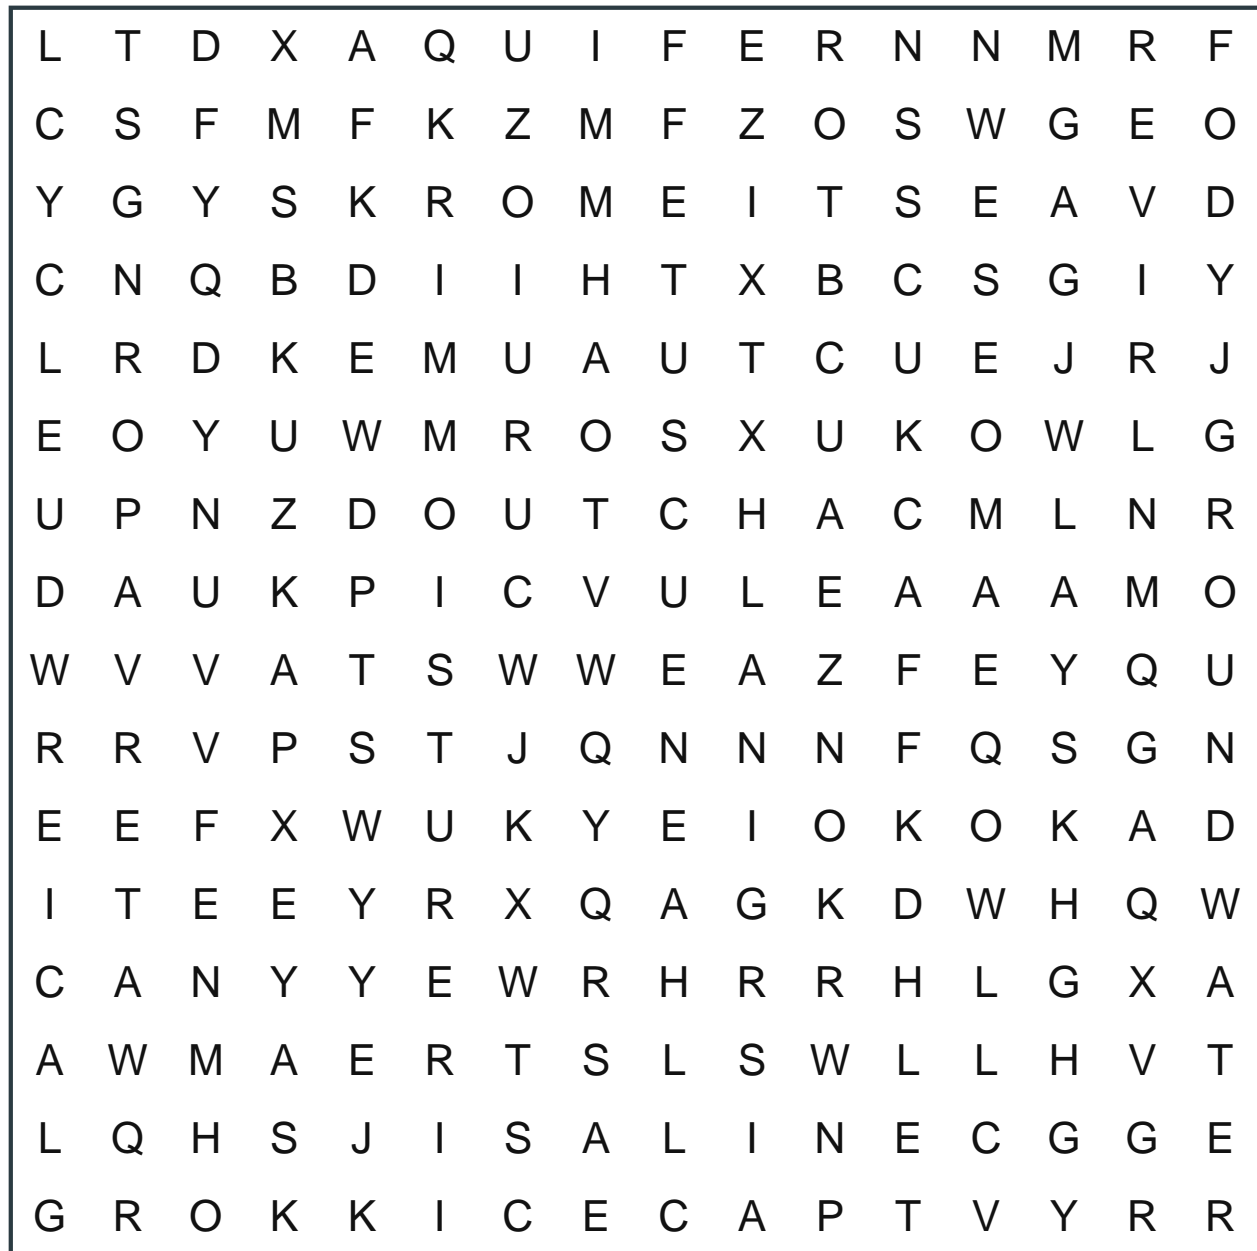 L T D X A Q U I F E R N N M R F
C S F M F K Z M F Z O S W G E O
Y G Y S K R O M E I T S E A V D
C N Q B D I I H T X B C S G I Y
L R D K E M U A U T C U E J R J
E O Y U W M R O S X U K O W L G
U P N Z D O U T C H A C M L N R
D A U K P I C V U L E A A A M O
W V V A T S W W E A Z F E Y Q U
R R V P S T J Q N N N F Q S G N
E E F X W U K Y E I O K O K A D
I T E E Y R X Q A G K D W H Q W
C A N Y Y E W R H R R H L G X A
A W M A E R T S L S W L L H V T
L Q H S J I S A L I N E C G G E
G R O K K I C E C A P T V Y R R